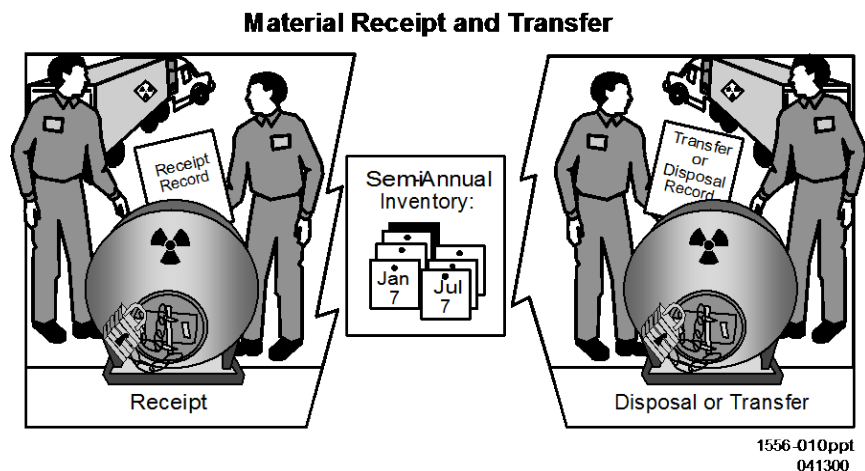 Material Receipt and Transfer
Receipt
Record
Semi-Annual
Inventory:
Jan
7
Jul
7
Transfer
or
Disposal
Record
Receipt
Disposal or Transfer
1556-010ppt
041300